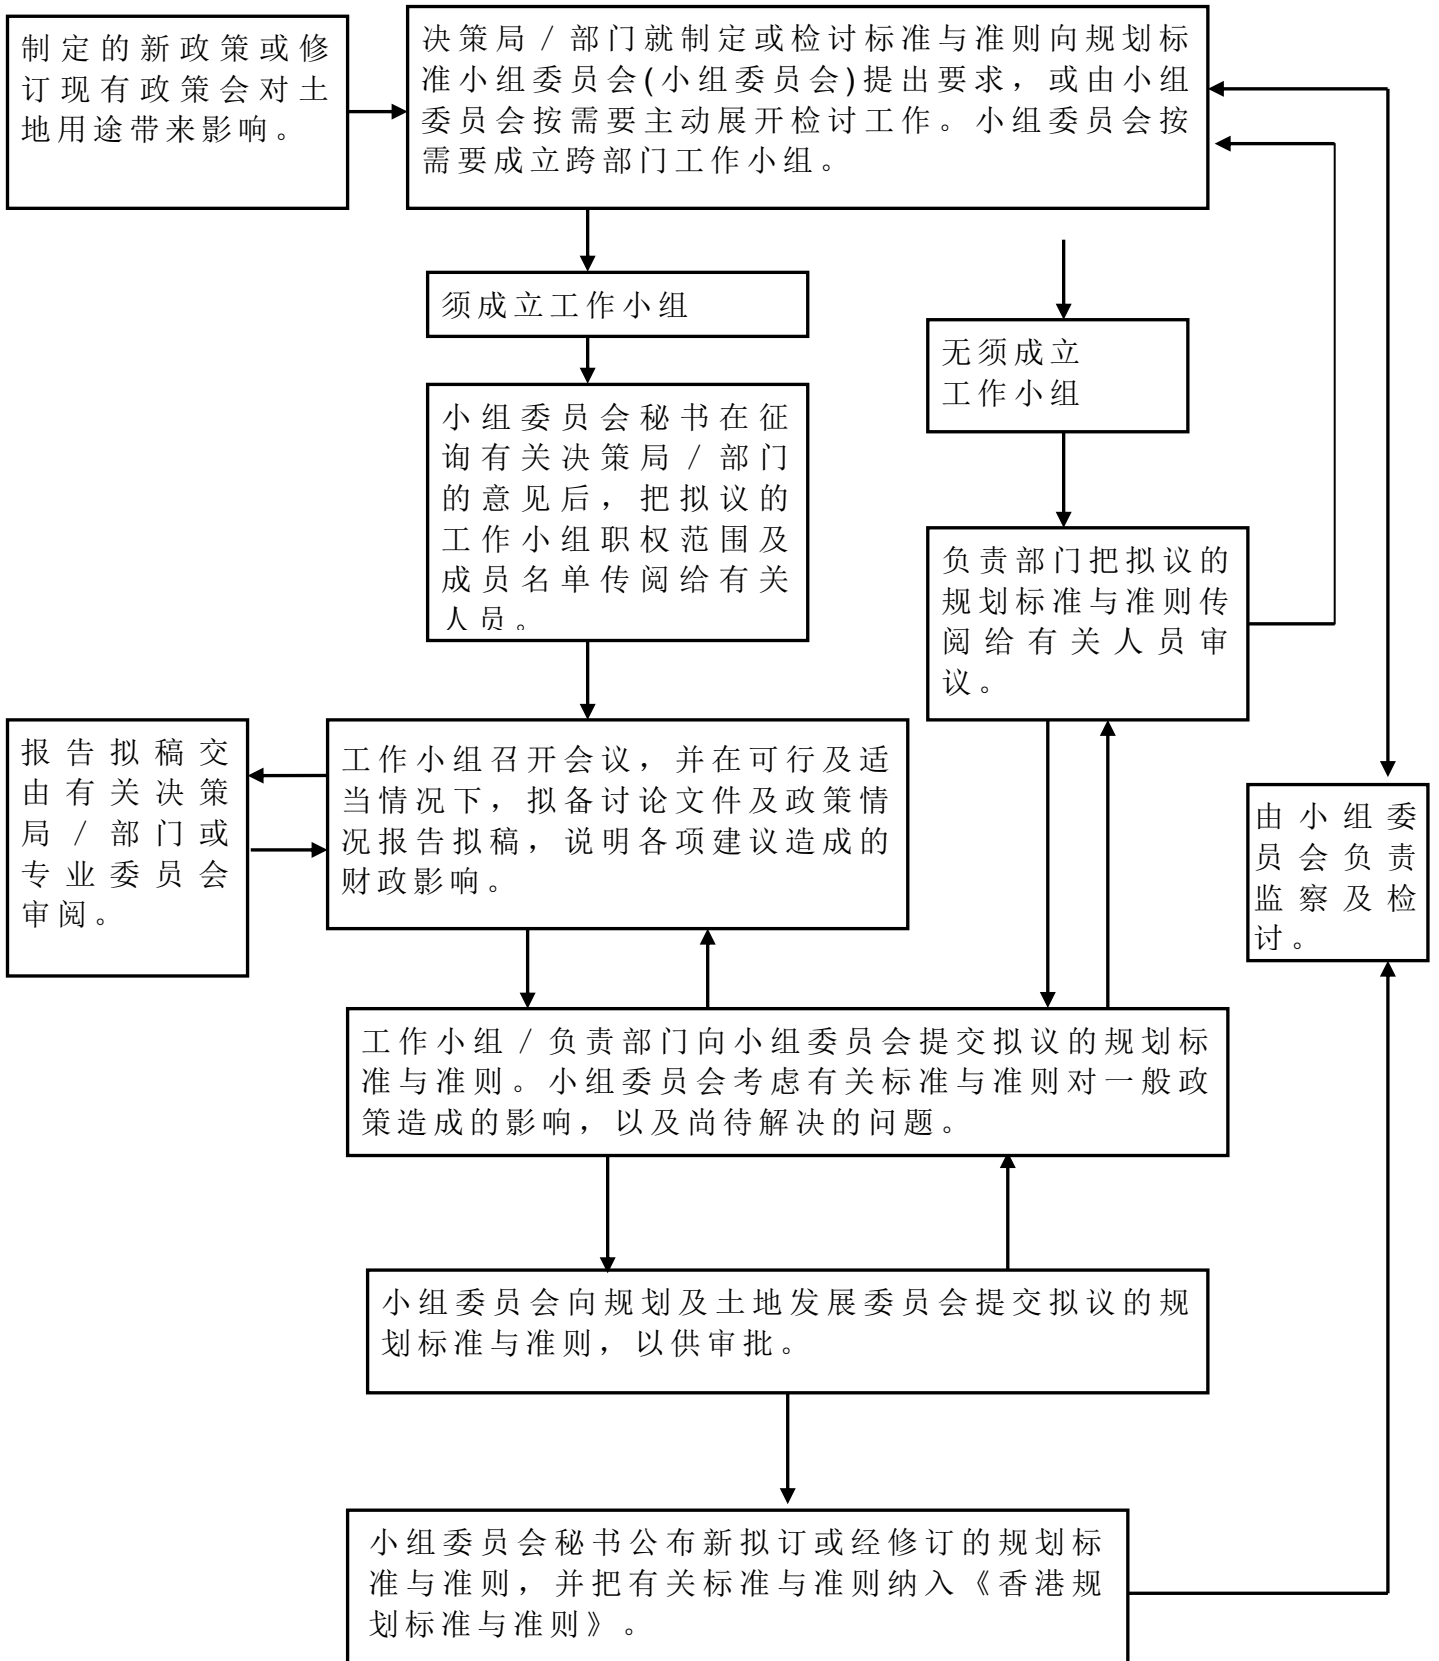 制定的新政策或修
订现有政策会对土
地用途带来影响。
决策局／部门就制定或检讨标准与准则向规划标
准小组委员会(小组委员会)提出要求，或由小组
委员会按需要主动展开检讨工作。小组委员会按
需要成立跨部门工作小组。
须成立工作小组
无须成立
工作小组
小组委员会秘书在征
询有关决策局／部门
的意见后，把拟议的
工作小组职权范围及
成员名单传阅给有关
人员。
负责部门把拟议的
规划标准与准则传
阅给有关人员审
议。
报告拟稿交
由有关决策
局／部门或
专业委员会
审阅。
工作小组召开会议，并在可行及适
当情况下，拟备讨论文件及政策情
况报告拟稿，说明各项建议造成的
财政影响。
由小组委
员会负责
监察及检
讨。
工作小组／负责部门向小组委员会提交拟议的规划标
准与准则。小组委员会考虑有关标准与准则对一般政
策造成的影响，以及尚待解决的问题。
小组委员会向规划及土地发展委员会提交拟议的规
划标准与准则，以供审批。
小组委员会秘书公布新拟订或经修订的规划标
准与准则，并把有关标准与准则纳入《香港规
划标准与准则》。